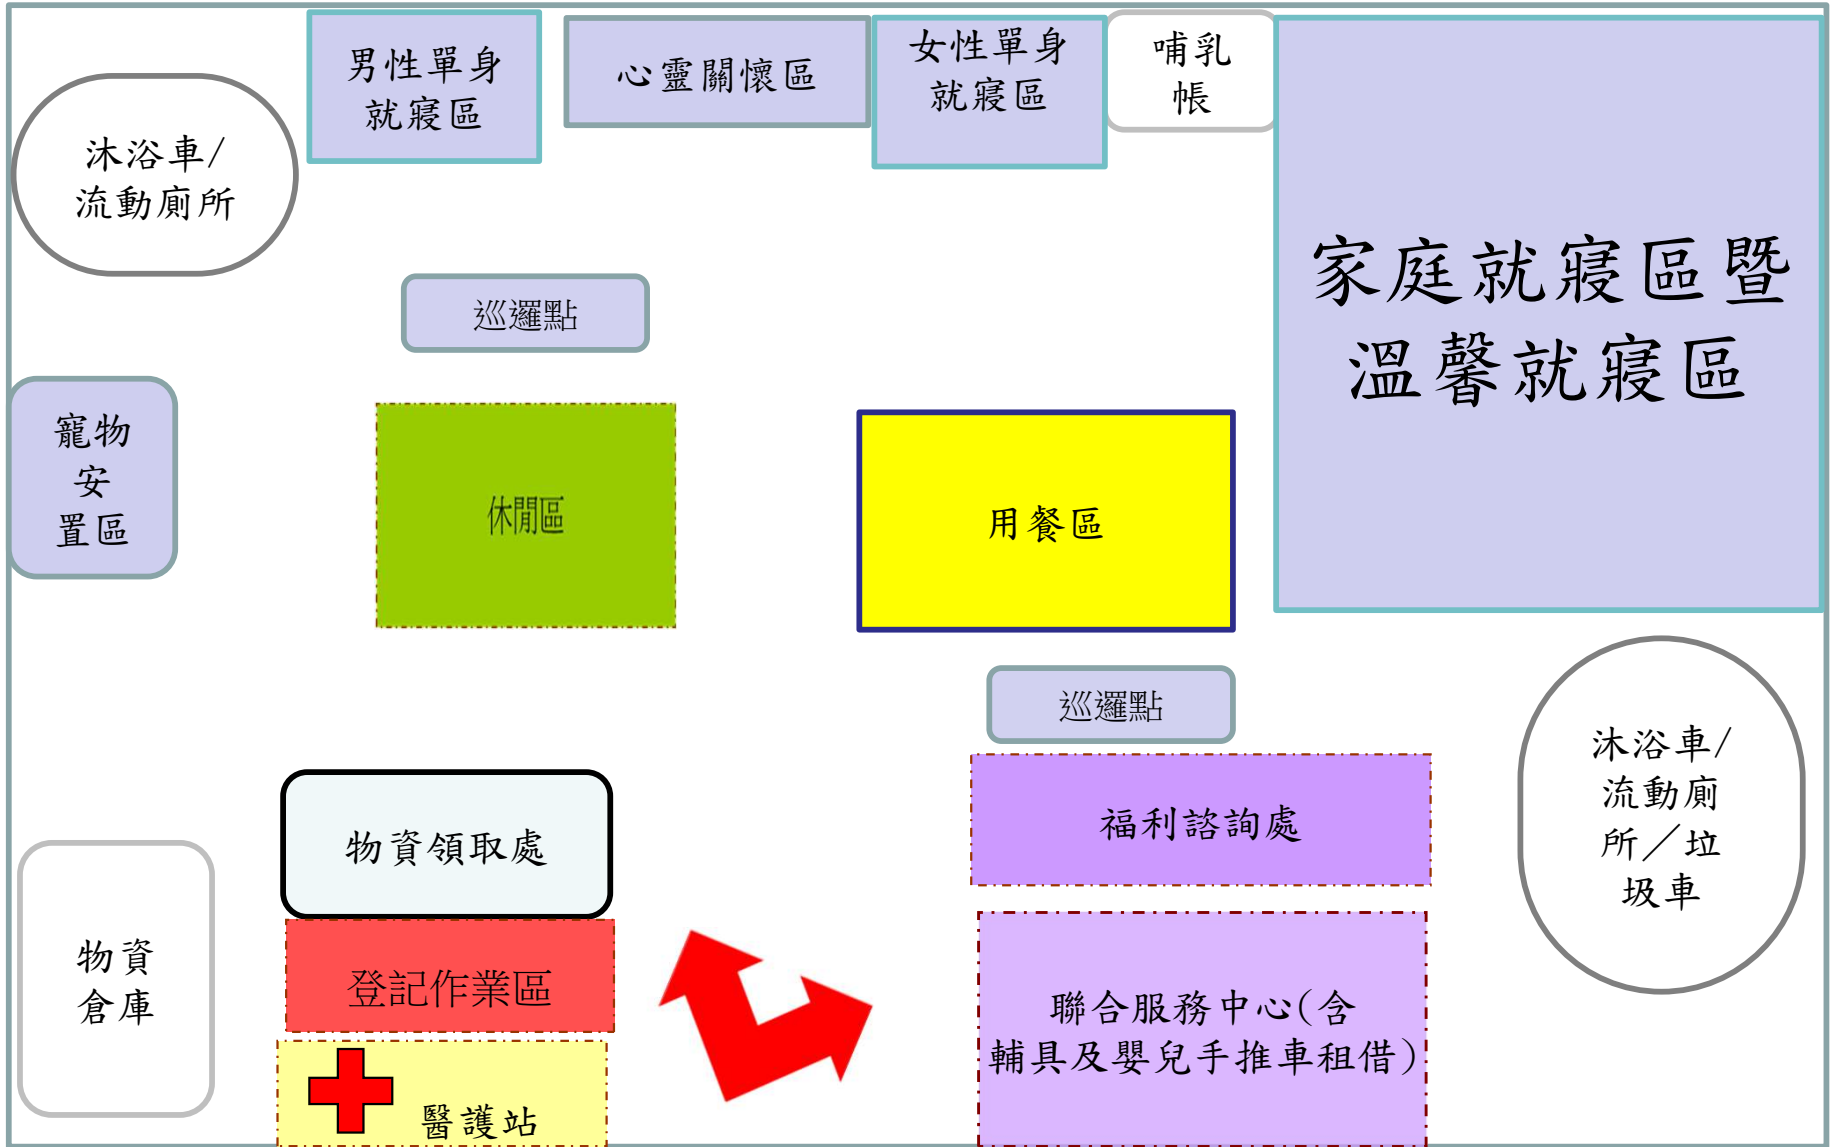 男性單身
就寢區
心靈關懷區
女性單身
就寢區
哺乳
帳
沐浴車/
流動廁所
家庭就寢區暨
溫馨就寢區
巡邏點
寵物
安
置區
休閒區
用餐區
巡邏點
沐浴車/
流動廁
所／垃
圾車
物資領取處
福利諮詢處
物資
倉庫
登記作業區
聯合服務中心(含
輔具及嬰兒手推車租借)
醫護站